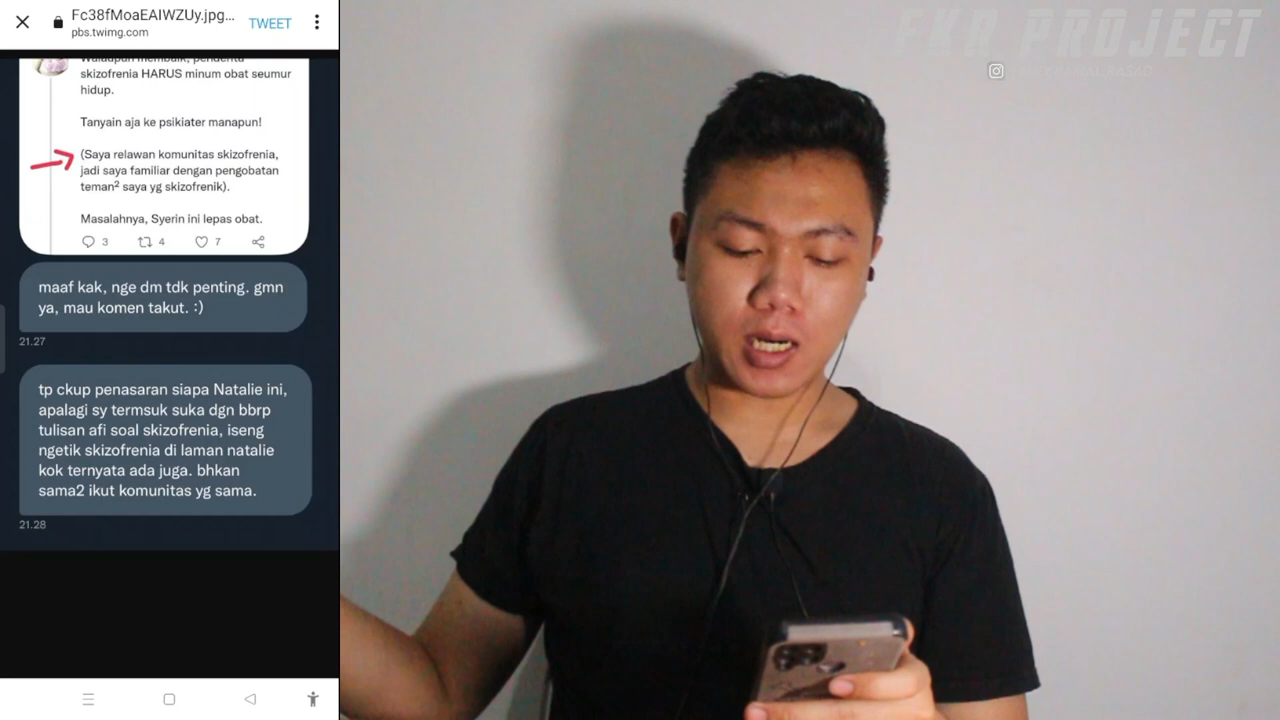 Fc38fMoaEAIWZUy.jpg...
TWEET
pbs.twimg.com
Walaupun membaik, penderita
skizofrenia HARUS minum obat seumur
hidup.
Tanyain aja ke psikiater manapun!
(Saya relawan komunitas skizofrenia,
jadi saya familiar dengan pengobatan
teman² saya yg skizofrenik).
Masalahnya, Syerin ini lepas obat.
3 4 7
maaf kak, nge dm tdk penting. gmn
ya, mau komen takut. :)
21.27
tp ckup penasaran siapa Natalie ini,
apalagi sy termsuk suka dgn bbrp
tulisan afi soal skizofrenia, iseng
ngetik skizofrenia di laman natalie
kok ternyata ada juga. bhkan
sama2 ikut komunitas yg sama.
21.28
PROJECT